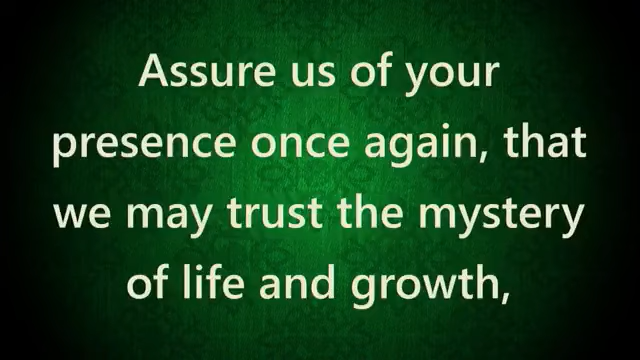 Assure us of your
presence once again, that
we may trust the mystery
of life and growth,